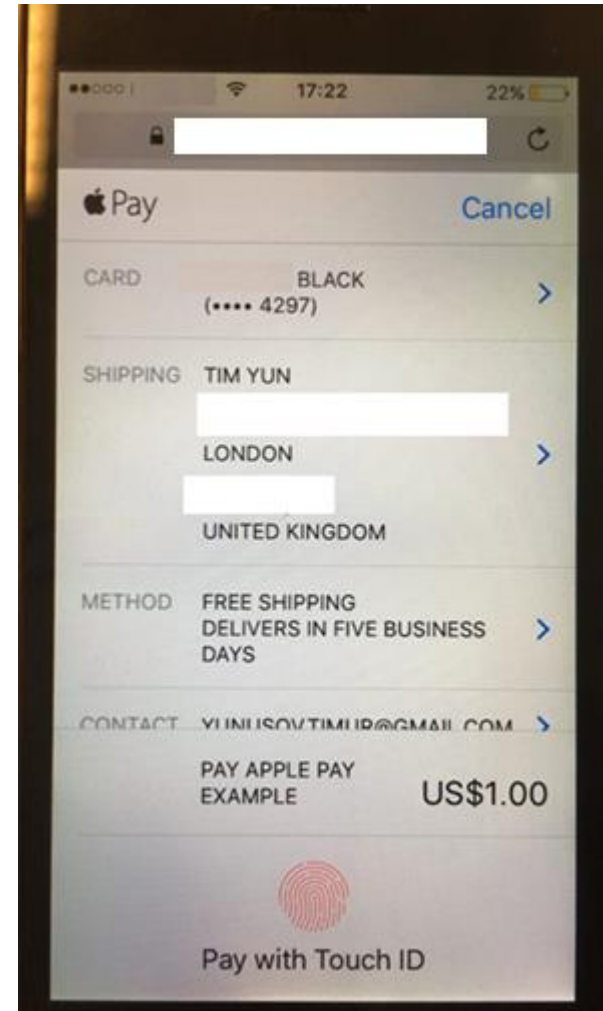 17:22 22%
Pay Cancel
CARD BLACK
(•••• 4297)
SHIPPING TIM YUN
LONDON
UNITED KINGDOM
METHOD FREE SHIPPING
DELIVERS IN FIVE BUSINESS
DAYS
CONTACT YUNUSOV.TIMUR@GMAIL.COM
PAY APPLE PAY
EXAMPLE US$1.00
Pay with Touch ID